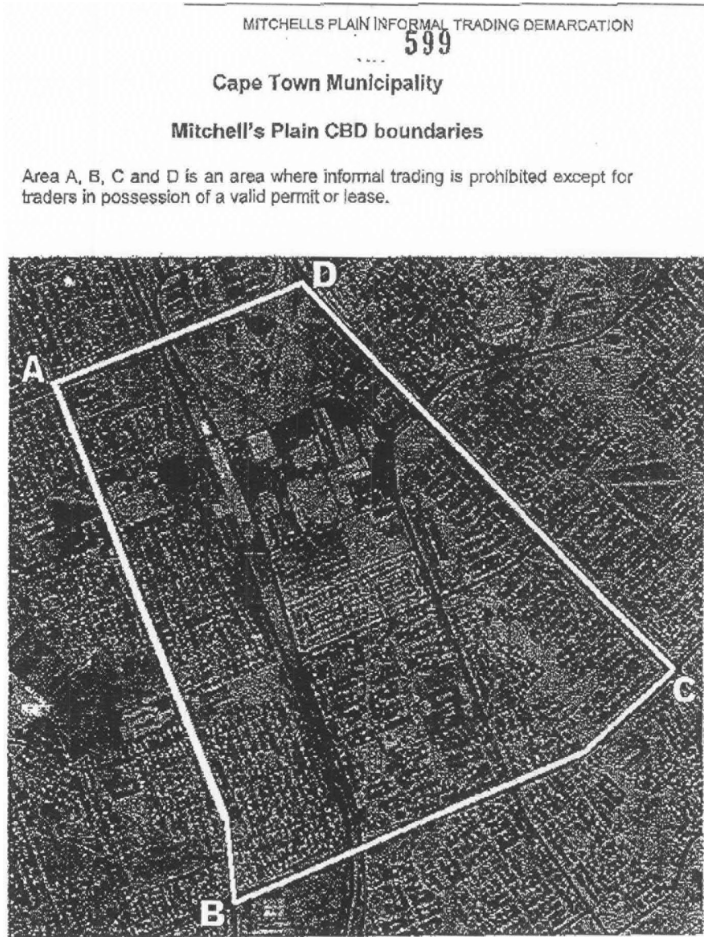 MITCHELLS PLAIN INFORMAL TRADING DEMARCATION
599
Cape Town Municipality
Mitchell's Plain CBD boundaries
Area A, B, C and D is an area where informal trading is prohibited except for
traders in possession of a valid permit or lease.
D
A
C
B